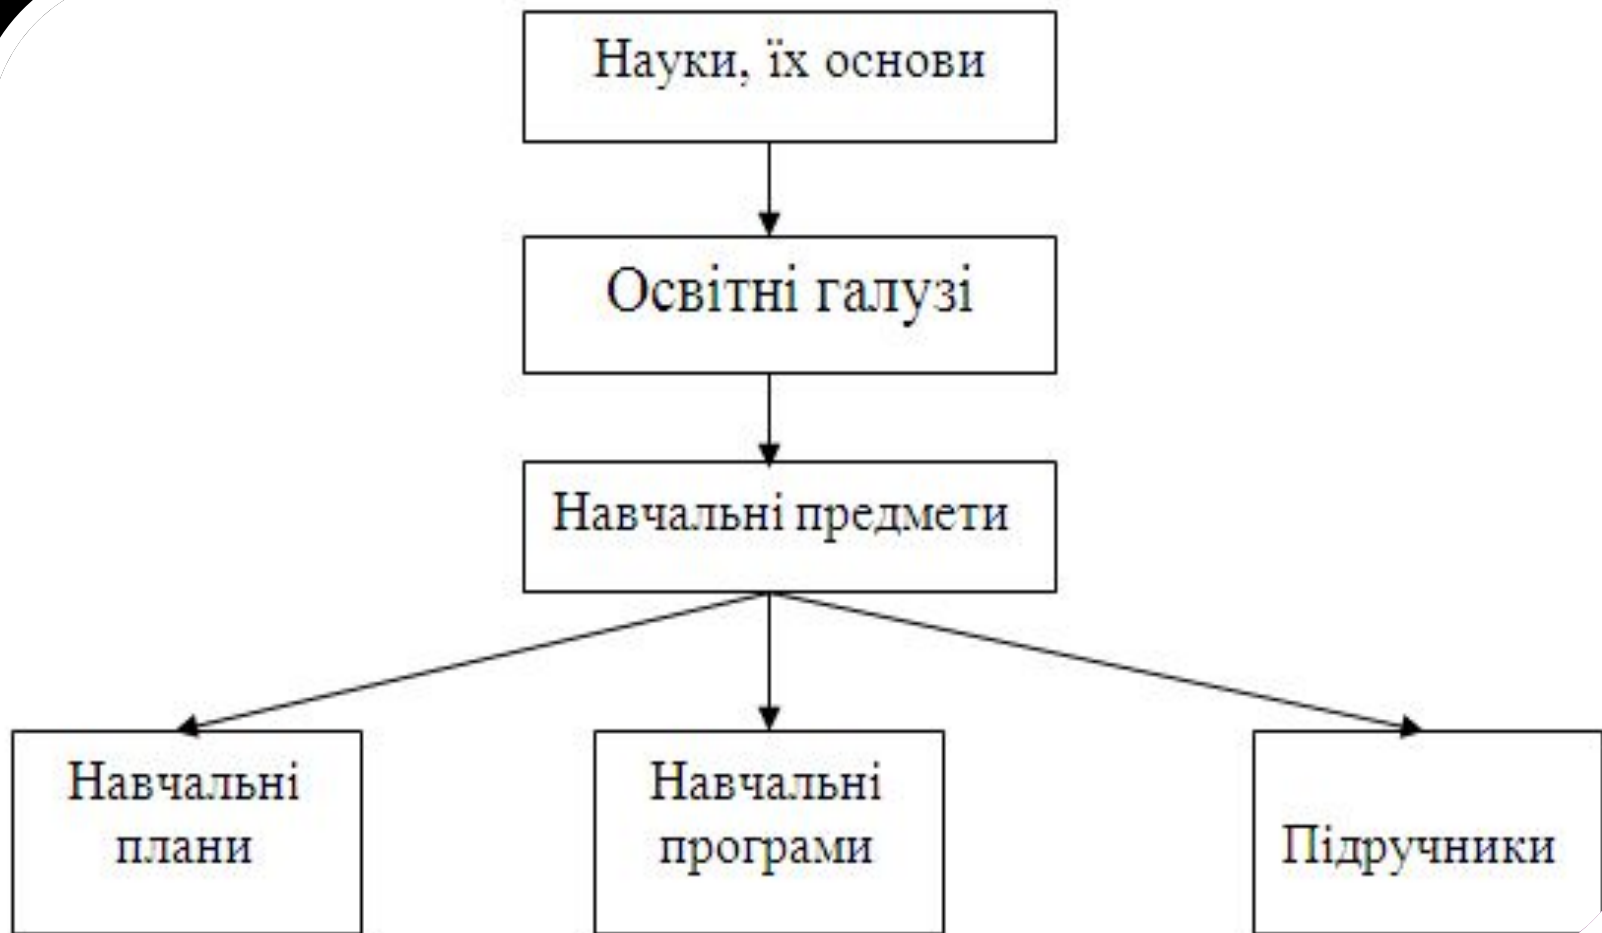 Науки, їх основи
Освітні галузі
Навчальні предмети
Навчальні
плани
Навчальні
програми
Підручники